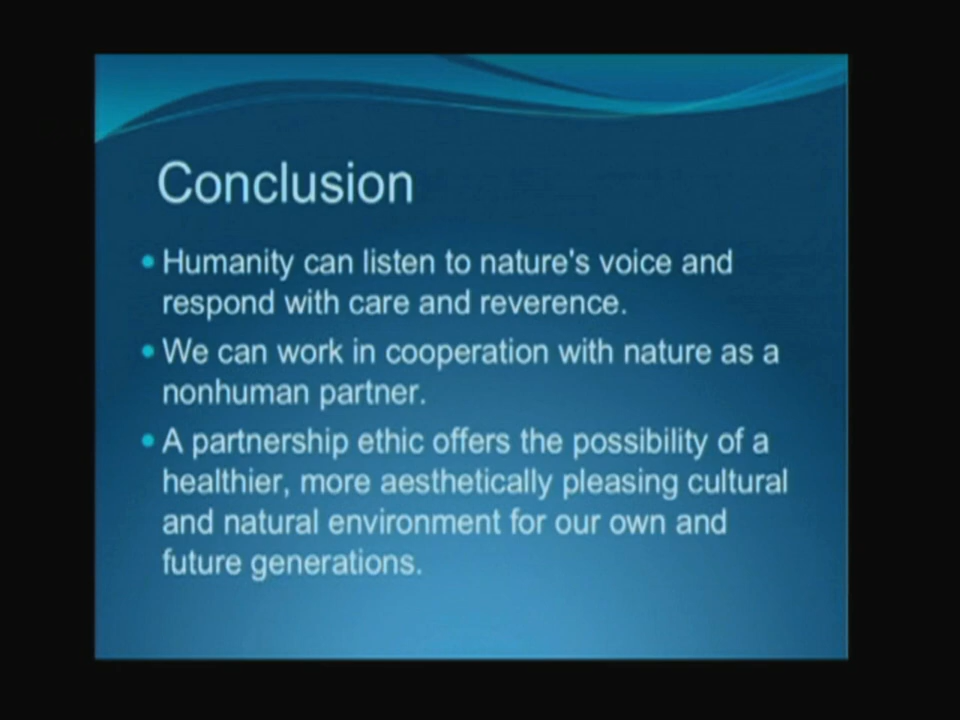 Conclusion
• Humanity can listen to nature's voice and
respond with care and reverence.
• We can work in cooperation with nature as a
nonhuman partner.
• A partnership ethic offers the possibility of a
healthier, more aesthetically pleasing cultural
and natural environment for our own and
future generations.